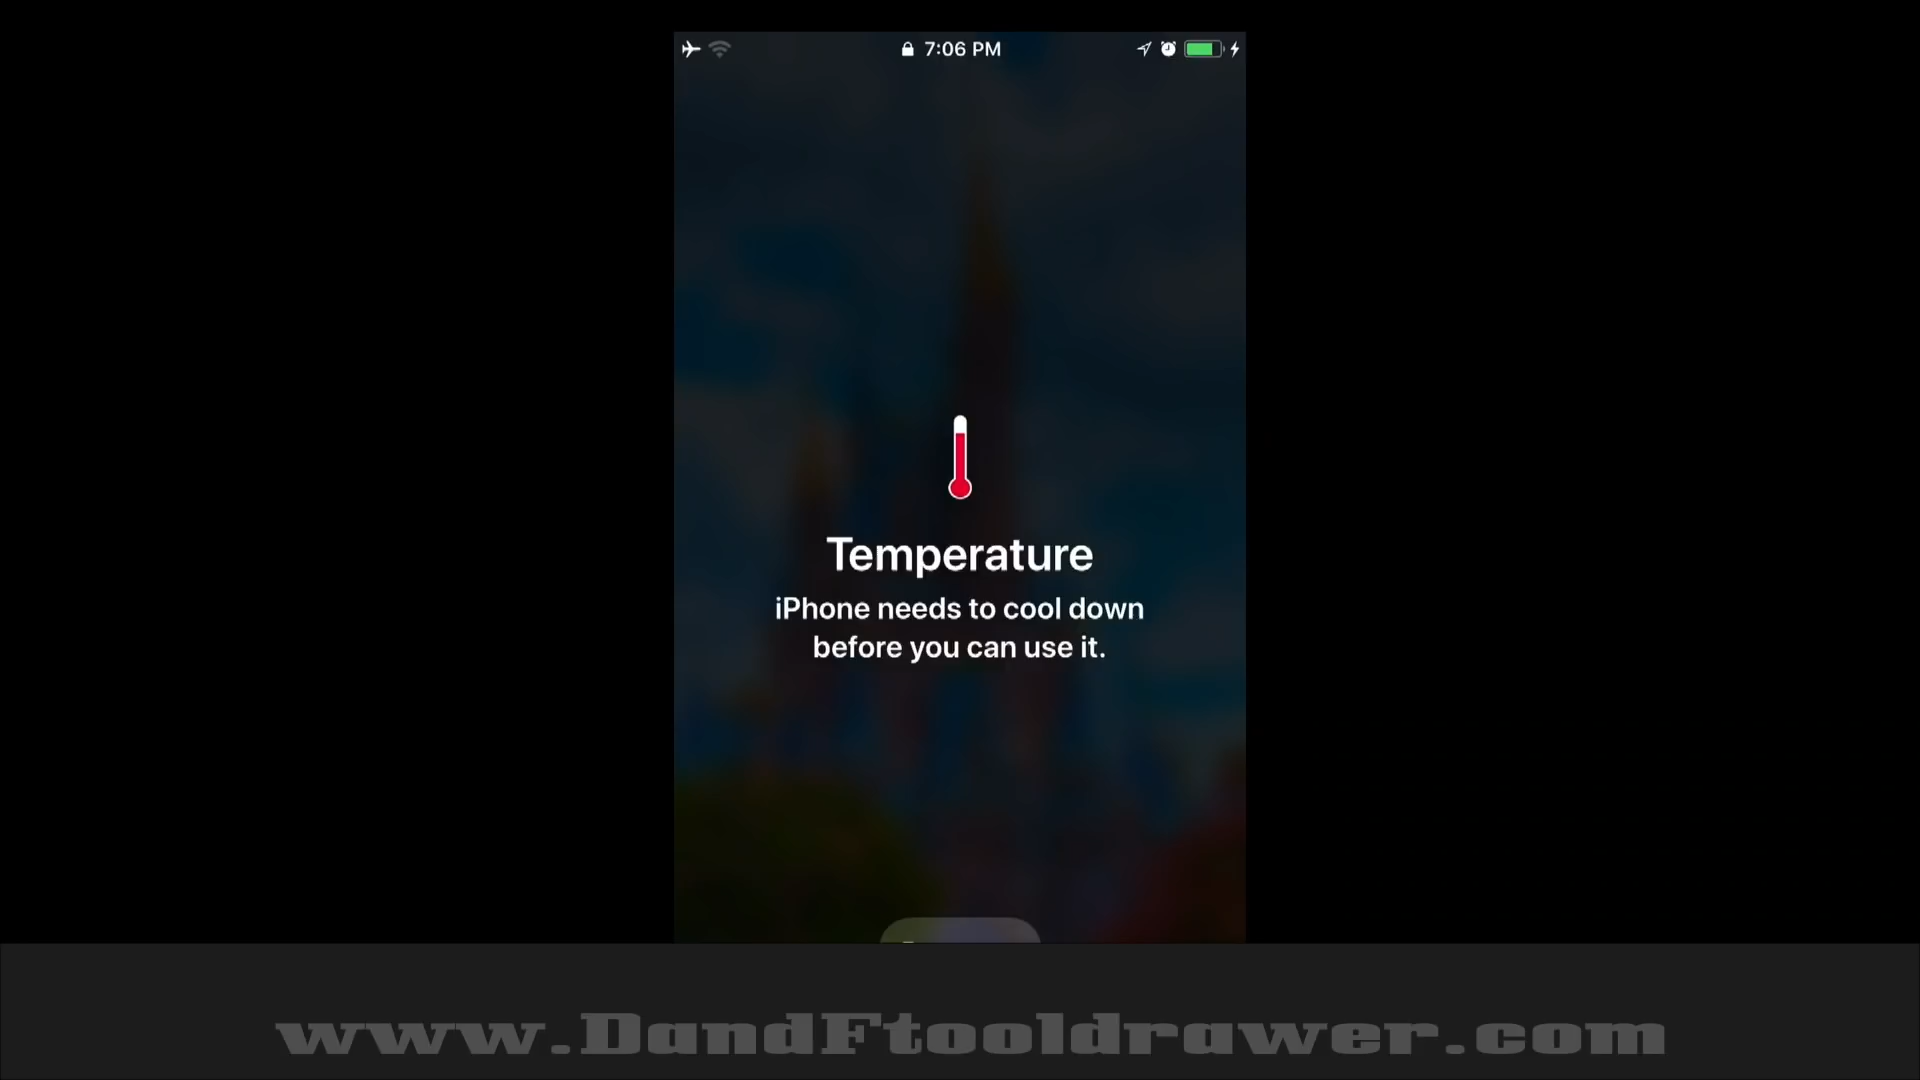 7:06 PM
Temperature
iPhone needs to cool down
before you can use it.
www.DandFtooldrawer.com